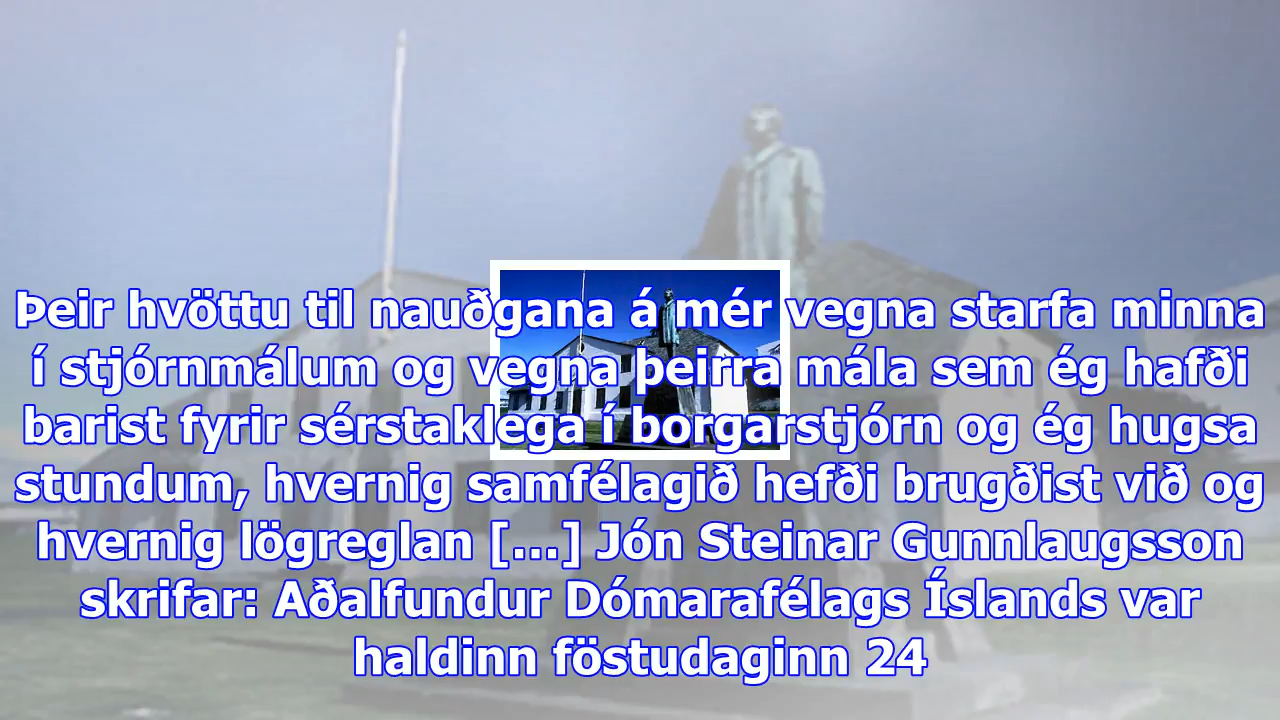 Þeir hvöttu til nauðgana á mér vegna starfa minna
í stjórnmálum og vegna þeirra mála sem ég hafði
barist fyrir sérstaklega í borgarstjórn og ég hugsa
stundum, hvernig samfélagið hefði brugðist við og
hvernig lögreglan [...] Jón Steinar Gunnlaugsson
skrifar: Aðalfundur Dómarafélags Íslands var
haldinn föstudaginn 24